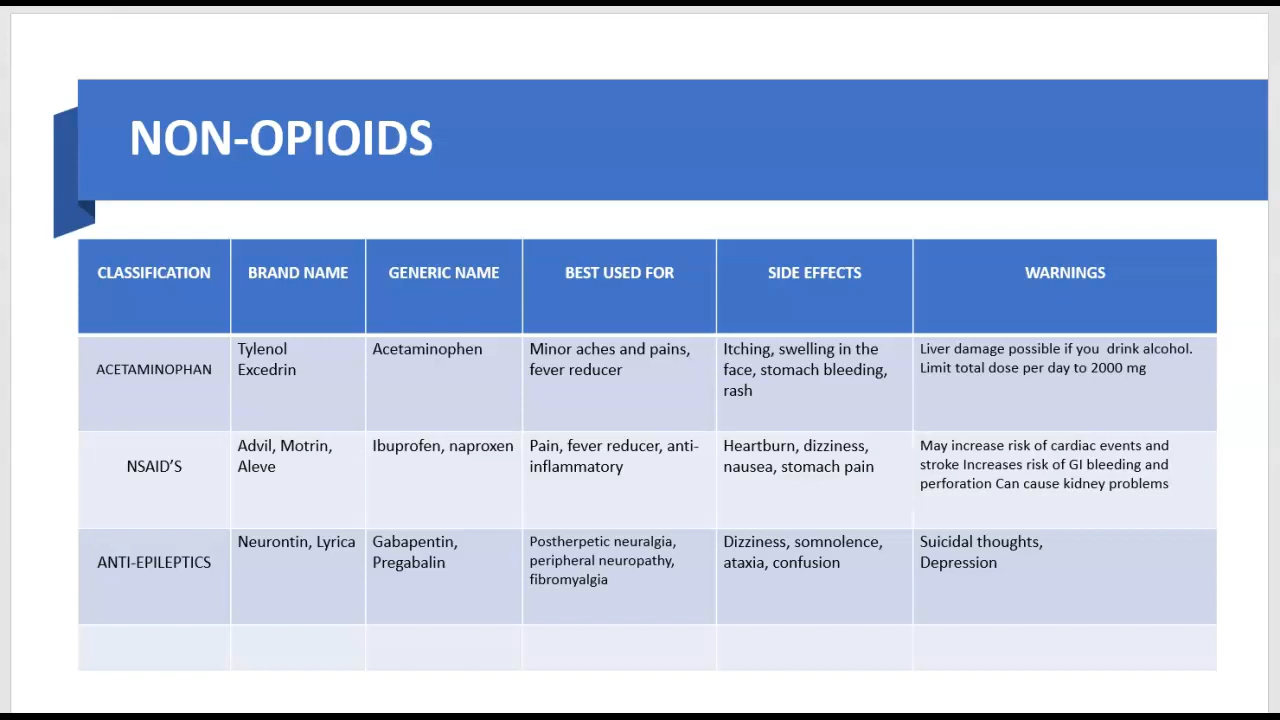 NON-OPIOIDS
CLASSIFICATION
BRAND NAME
GENERIC NAME
BEST USED FOR
SIDE EFFECTS
WARNINGS
ACETAMINOPHAN
Tylenol
Excedrin
Acetaminophen
Minor aches and pains,
fever reducer
Itching, swelling in the
face, stomach bleeding,
rash
Liver damage possible if you drink alcohol.
Limit total dose per day to 2000 mg
NSAID'S
Advil, Motrin,
Aleve
Ibuprofen, naproxen
Pain, fever reducer, anti-
inflammatory
Heartburn, dizziness,
nausea, stomach pain
May increase risk of cardiac events and
stroke Increases risk of GI bleeding and
perforation Can cause kidney problems
ANTI-EPILEPTICS
Neurontin, Lyrica
Gabapentin,
Pregabalin
Postherpetic neuralgia,
peripheral neuropathy,
fibromyalgia
Dizziness, somnolence,
ataxia, confusion
Suicidal thoughts,
Depression